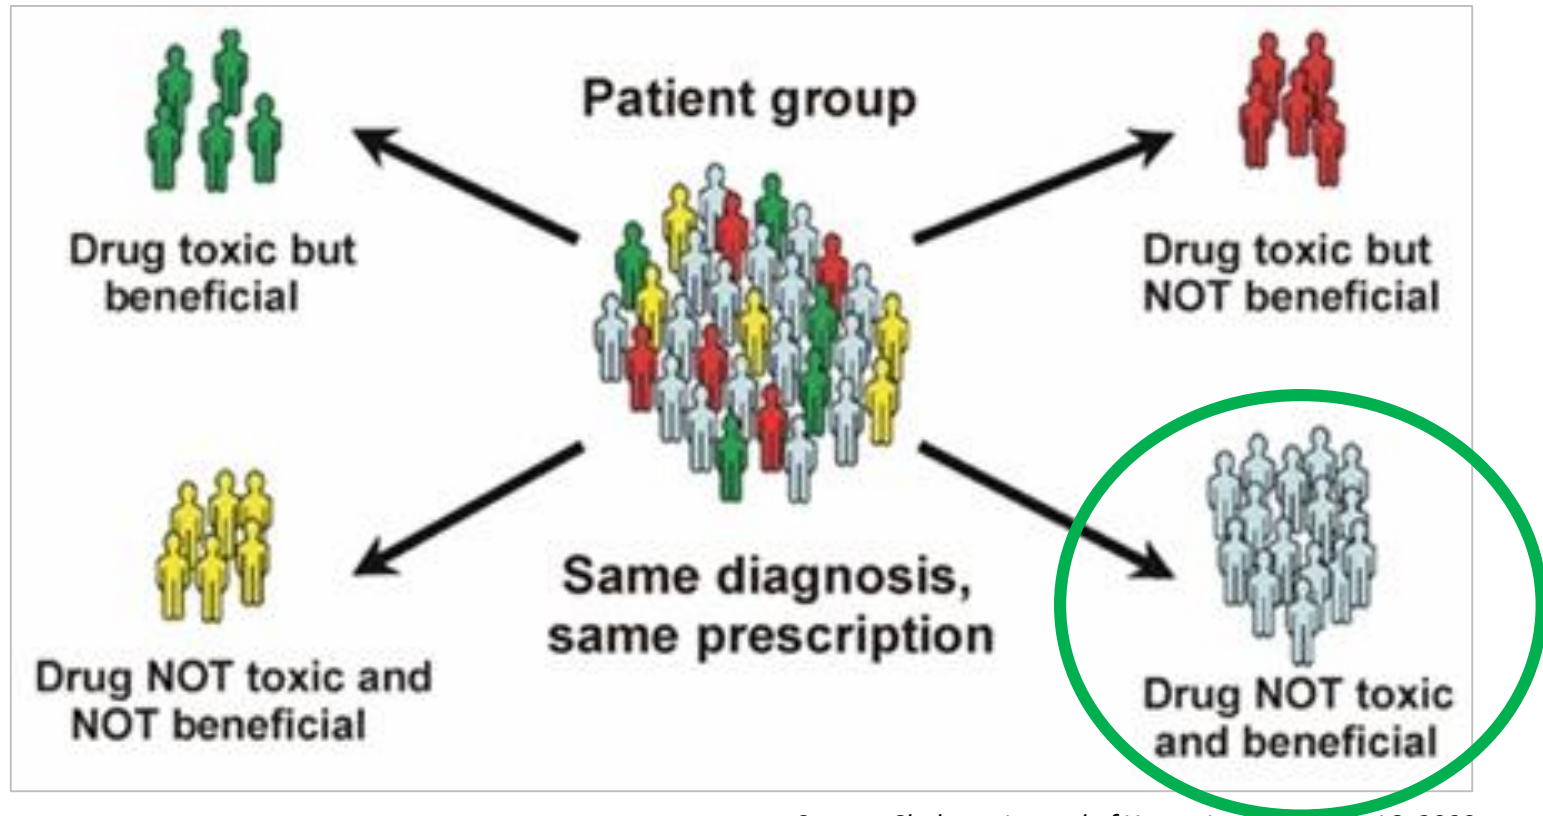 Patient group
Drug toxic but
beneficial
Drug toxic but
NOT beneficial
Same diagnosis,
same prescription
Drug NOT toxic and
NOT beneficial
Drug NOT toxic
and beneficial